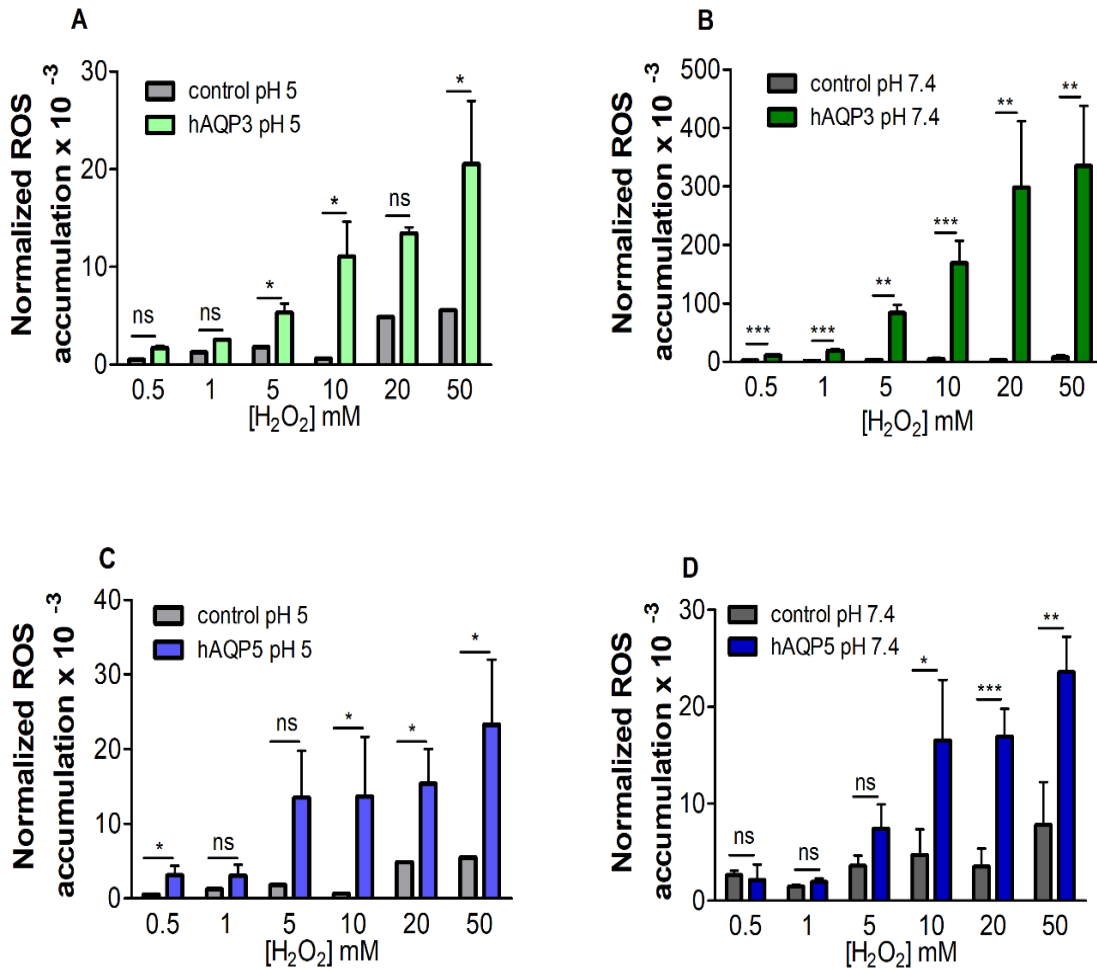 A
Normalized ROS
accumulation x 10 -3
30
20
10
0
control pH 5
hAQP3 pH 5
ns
ns
*
*
ns
*
0.5 1 5 10 20 50
[H2O2] mM
B
Normalized ROS
accumulation x 10 -3
500
400
300
200
100
0
control pH 7.4
hAQP3 pH 7.4
***
***
**
***
**
**
0.5 1 5 10 20 50
[H2O2] mM
C
Normalized ROS
accumulation x 10 -3
40
30
20
10
0
control pH 5
hAQP5 pH 5
*
ns
ns
*
*
*
0.5 1 5 10 20 50
[H2O2] mM
D
Normalized ROS
accumulation x 10 -3
30
20
10
0
control pH 7.4
hAQP5 pH 7.4
ns
ns
ns
*
***
**
0.5 1 5 10 20 50
[H2O2] mM